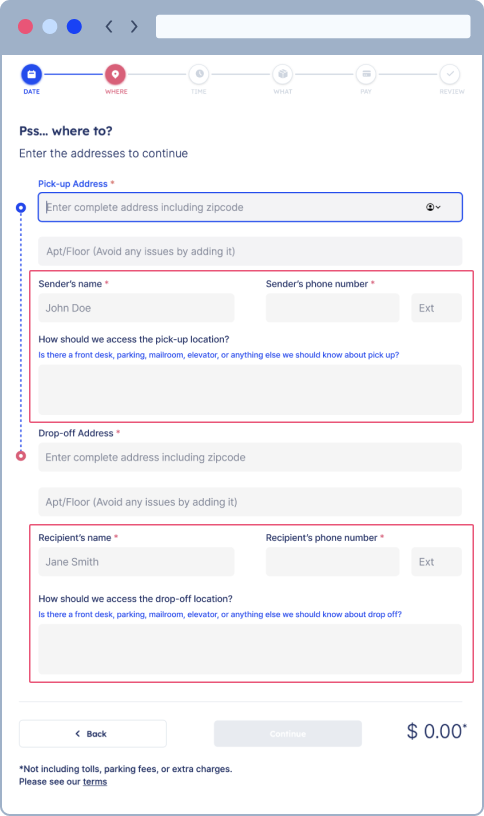 DATE WHERE TIME WHAT PAY REVIEW
Pss... where to?
Enter the addresses to continue
Pick-up Address *
Enter complete address including zipcode
Apt/Floor (Avoid any issues by adding it)
Sender's name * Sender's phone number *
John Doe Ext
How should we access the pick-up location?
Is there a front desk, parking, mailroom, elevator, or anything else we should know about pick up?
Drop-off Address *
Enter complete address including zipcode
Apt/Floor (Avoid any issues by adding it)
Recipient's name * Recipient's phone number *
Jane Smith Ext
How should we access the drop-off location?
Is there a front desk, parking, mailroom, elevator, or anything else we should know about drop off?
Back Continue $ 0.00*
*Not including tolls, parking fees, or extra charges.
Please see our terms